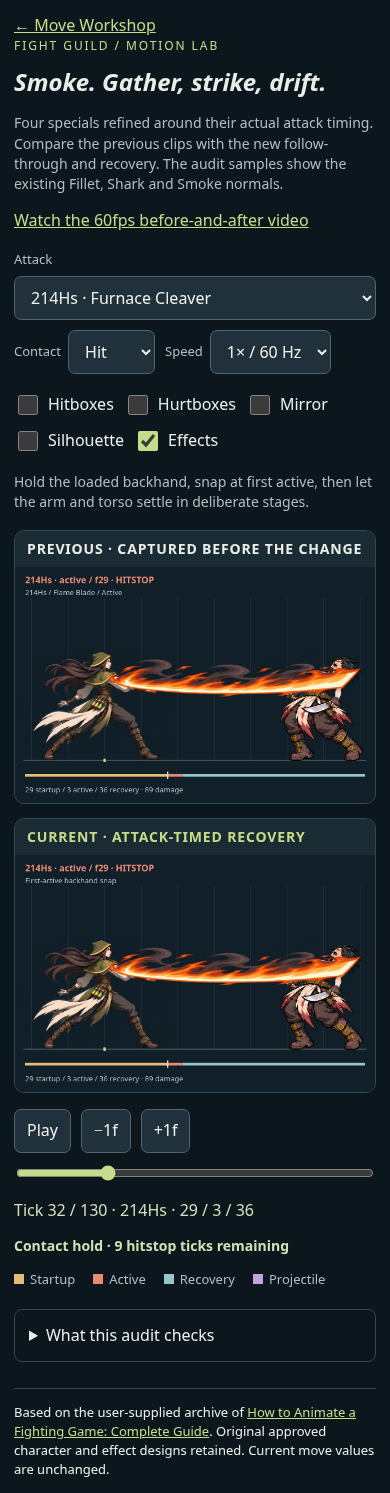 ← Move Workshop
FIGHT GUILD / MOTION LAB
Smoke. Gather, strike, drift.
Four specials refined around their actual attack timing.
Compare the previous clips with the new follow-
through and recovery. The audit samples show the
existing Fillet, Shark and Smoke normals.
Watch the 60fps before-and-after video
Attack
214Hs · Furnace Cleaver
Contact Hit Speed 1× / 60 Hz
Hitboxes Hurtboxes Mirror
Silhouette Effects
Hold the loaded backhand, snap at first active, then let
the arm and torso settle in deliberate stages.
PREVIOUS · CAPTURED BEFORE THE CHANGE
214Hs · active / f29 · HITSTOP
214Hs / Flame Blade / Active
29 startup / 3 active / 36 recovery · 89 damage
CURRENT · ATTACK-TIMED RECOVERY
214Hs · active / f29 · HITSTOP
First-active backhand snap
29 startup / 3 active / 36 recovery · 89 damage
Play −1f +1f
Tick 32 / 130 · 214Hs · 29 / 3 / 36
Contact hold · 9 hitstop ticks remaining
Startup Active Recovery Projectile
▶ What this audit checks
Based on the user-supplied archive of How to Animate a
Fighting Game: Complete Guide. Original approved
character and effect designs retained. Current move values
are unchanged.